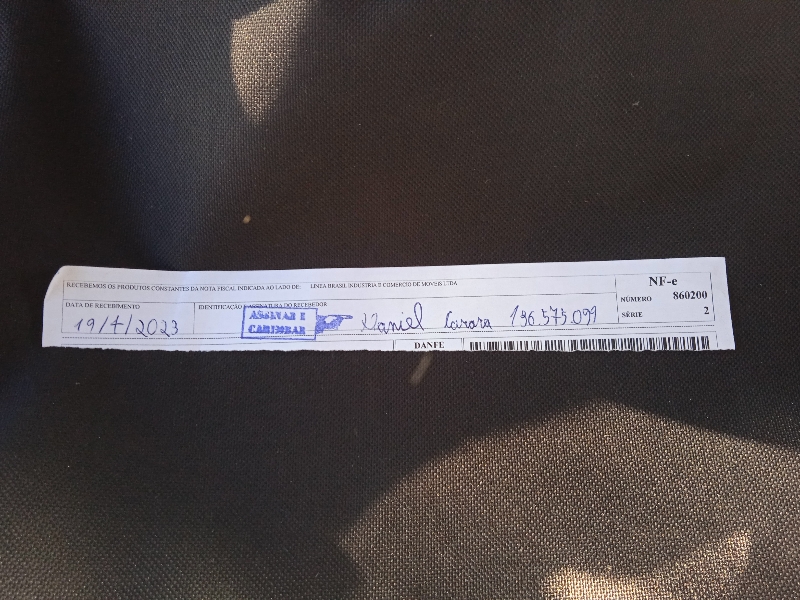 RECEBEMOS OS PRODUTOS CONSTANTES DA NOTA FISCAL INDICADA AO LADO DE: LINEA BRASIL INDUSTRIA E COMERCIO DE MOVEIS LTDA
NF-e
NÚMERO 860200
SÉRIE 2
DATA DE RECEBIMENTO
19/7/2023
IDENTIFICAÇÃO E ASSINATURA DO RECEBEDOR
ASSINAR E
CARIMBAR
Daniel 136.575.099
DANFE